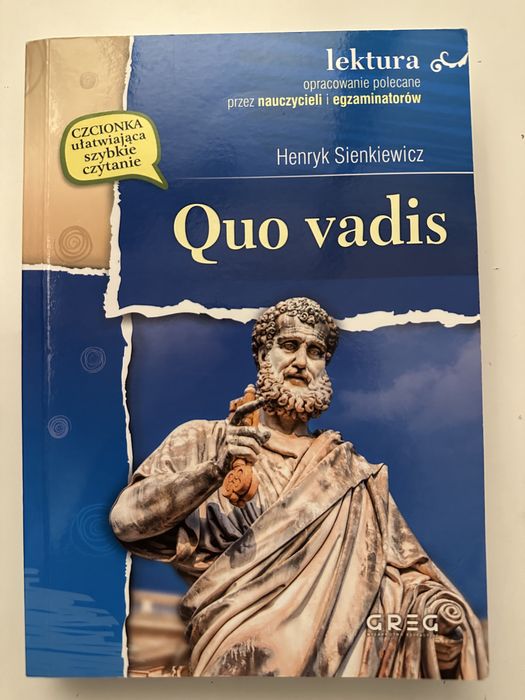 lektura
opracowanie polecane
przez nauczycieli i egzaminatorów
CZCIONKA
ułatwiająca
szybkie
czytanie
Henryk Sienkiewicz
Quo vadis
GREG